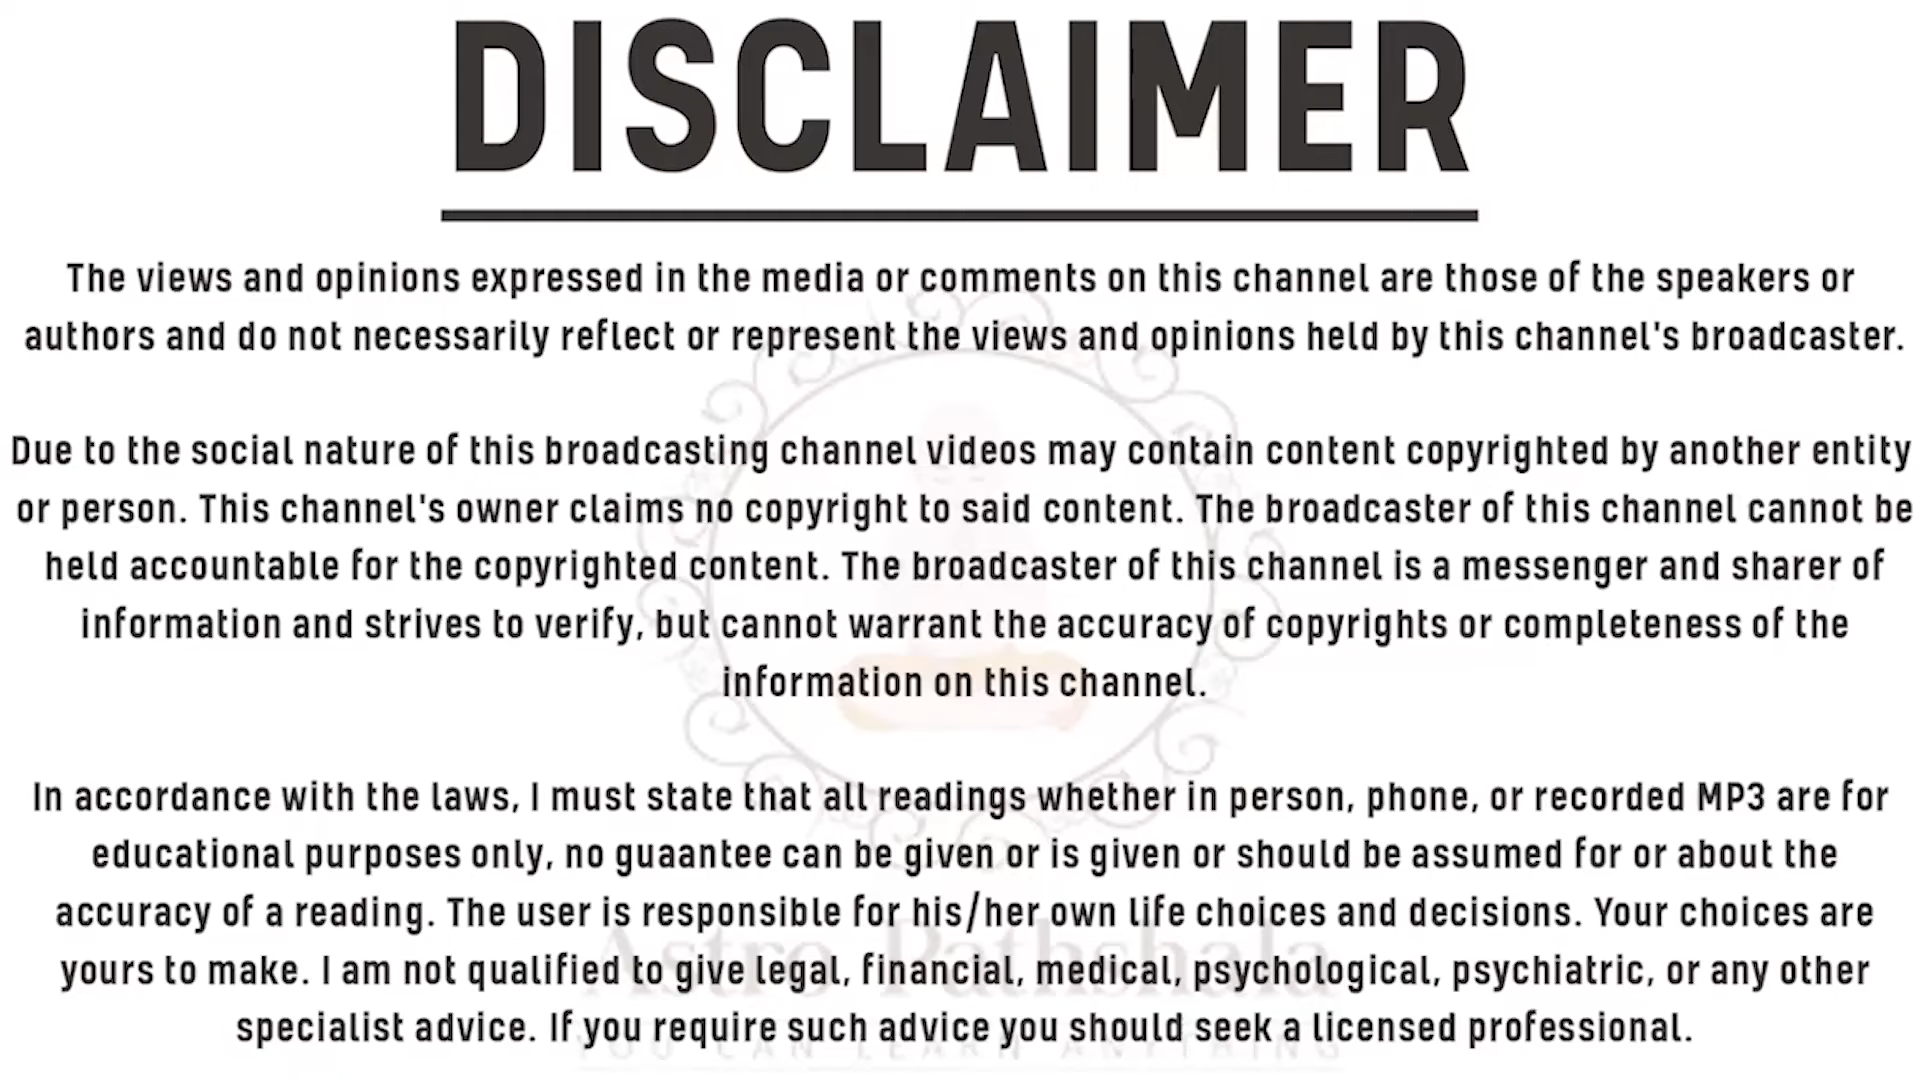 DISCLAIMER
The views and opinions expressed in the media or comments on this channel are those of the speakers or
authors and do not necessarily reflect or represent the views and opinions held by this channel's broadcaster.
Due to the social nature of this broadcasting channel videos may contain content copyrighted by another entity
or person. This channel's owner claims no copyright to said content. The broadcaster of this channel cannot be
held accountable for the copyrighted content. The broadcaster of this channel is a messenger and sharer of
information and strives to verify, but cannot warrant the accuracy of copyrights or completeness of the
information on this channel.
In accordance with the laws, I must state that all readings whether in person, phone, or recorded MP3 are for
educational purposes only, no guaantee can be given or is given or should be assumed for or about the
accuracy of a reading. The user is responsible for his/her own life choices and decisions. Your choices are
Astro Pathshala
yours to make. I am not qualified to give legal, financial, medical, psychological, psychiatric, or any other
specialist advice. If you require such advice you should seek a licensed professional.
YOU CAN LEARN ANYTHING